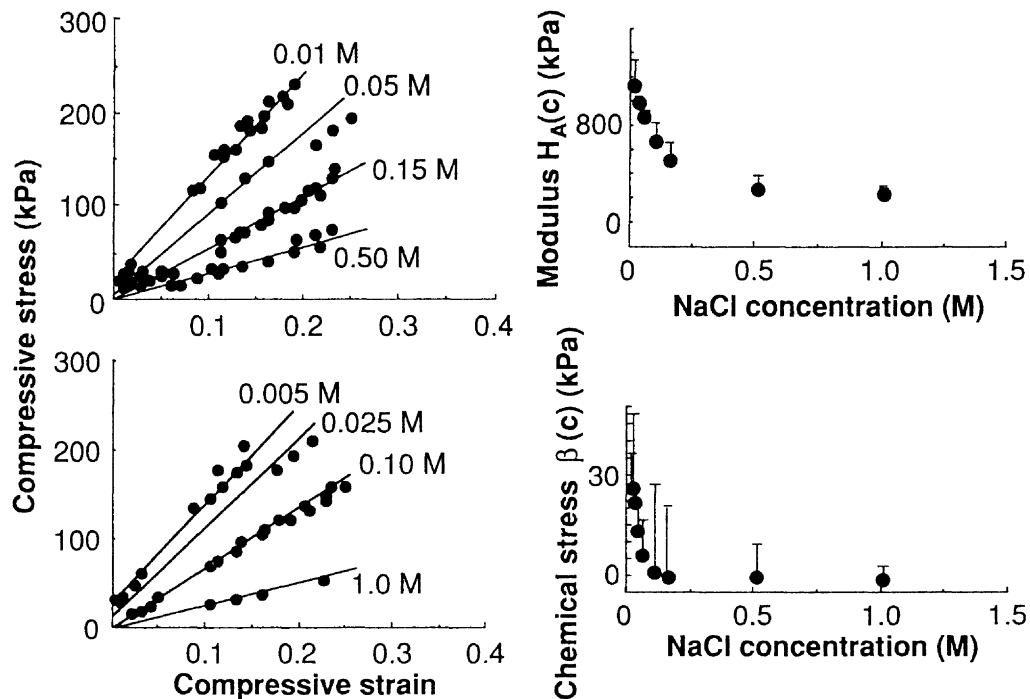 Compressive stress (kPa)
300
200
100
0
0.01 M
0.05 M
0.15 M
0.50 M
0.1
0.2
0.3
0.4
300
200
100
0
0.005 M
0.025 M
0.10 M
1.0 M
0.1
0.2
0.3
0.4
Compressive strain
Modulus H_A(c) (kPa)
800
0
0
0.5
1.0
1.5
NaCl concentration (M)
Chemical stress β (c) (kPa)
30
0
0
0.5
1.0
1.5
NaCl concentration (M)